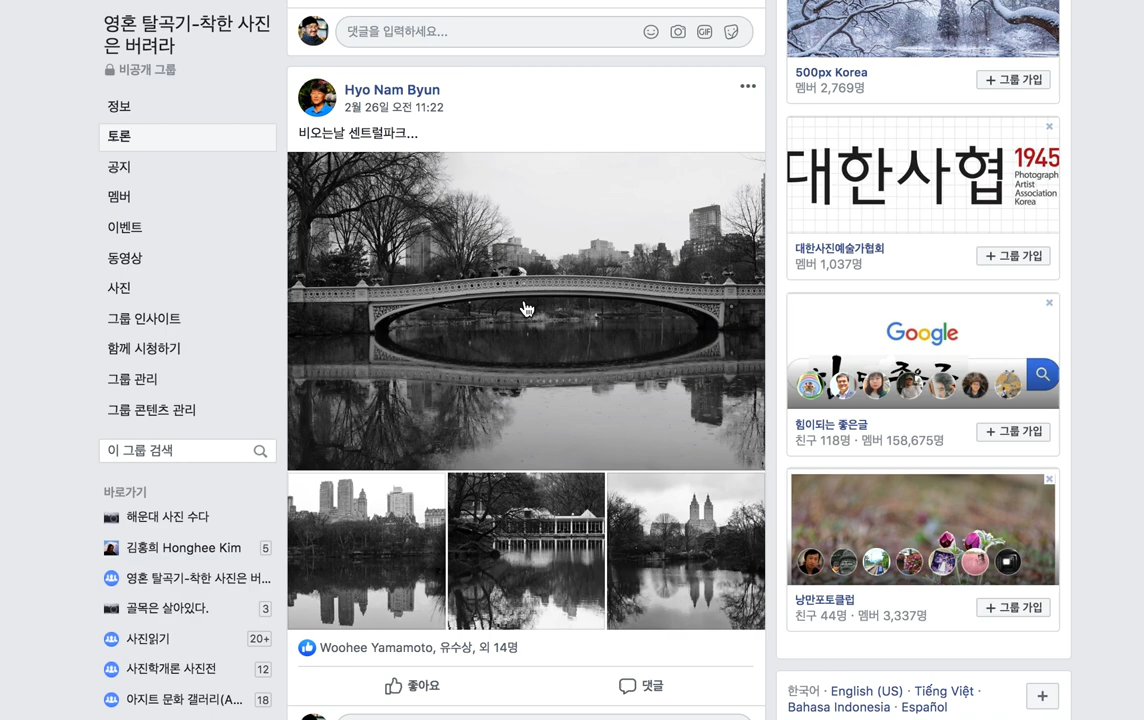 영혼 탈곡기-착한 사진
은 버려라
비공개 그룹
정보
토론
공지
멤버
이벤트
동영상
사진
그룹 인사이트
함께 시청하기
그룹 관리
그룹 콘텐츠 관리
이 그룹 검색
바로가기
해운대 사진 수다
김홍희 Honghee Kim 5
영혼 탈곡기-착한 사진은 버...
골목은 살아있다. 3
사진읽기 20+
사진학개론 사진전 12
아지트 문화 갤러리(A... 18
댓글을 입력하세요...
GIF
Hyo Nam Byun
2월 26일 오전 11:22
비오는날 센트럴파크...
Woohee Yamamoto, 유수상, 외 14명
좋아요
댓글
500px Korea
멤버 2,769명
+ 그룹 가입
대한사협
1945
Photograph
Artist
Association
Korea
대한사진예술가협회
멤버 1,037명
+ 그룹 가입
Google
힘이되는 좋은글
친구 118명 · 멤버 158,675명
+ 그룹 가입
낭만포토클럽
친구 44명 · 멤버 3,337명
+ 그룹 가입
한국어 · English (US) · Tiếng Việt ·
Bahasa Indonesia · Español